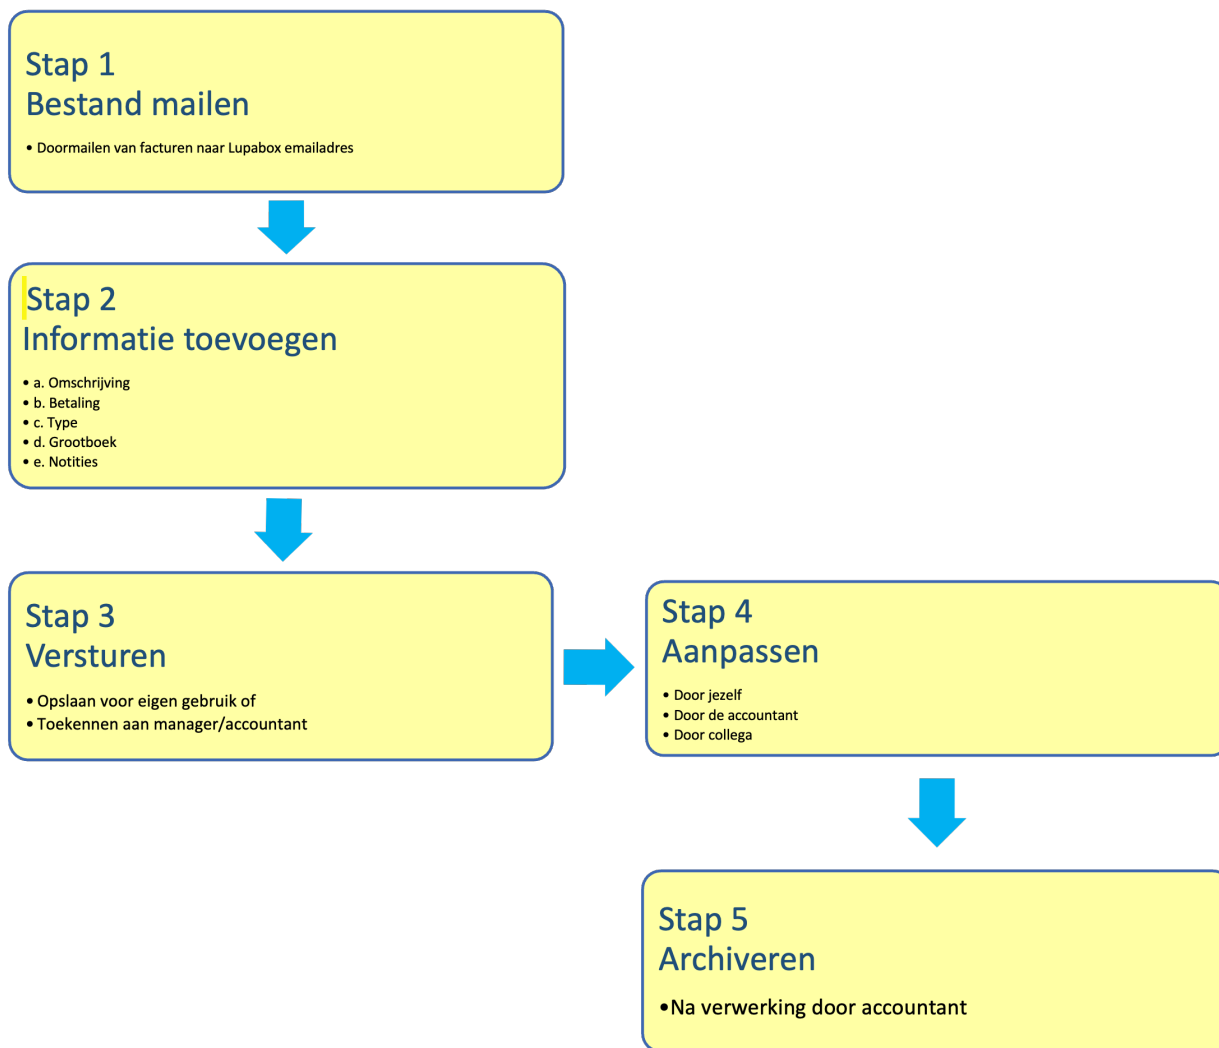 Stap 1
Bestand mailen
• Doormailen van facturen naar Lupabox emailadres
Stap 2
Informatie toevoegen
• a. Omschrijving
• b. Betaling
• c. Type
• d. Grootboek
• e. Notities
Stap 3
Versturen
• Opslaan voor eigen gebruik of
• Toekennen aan manager/accountant
Stap 4
Aanpassen
• Door jezelf
• Door de accountant
• Door collega
Stap 5
Archiveren
•Na verwerking door accountant